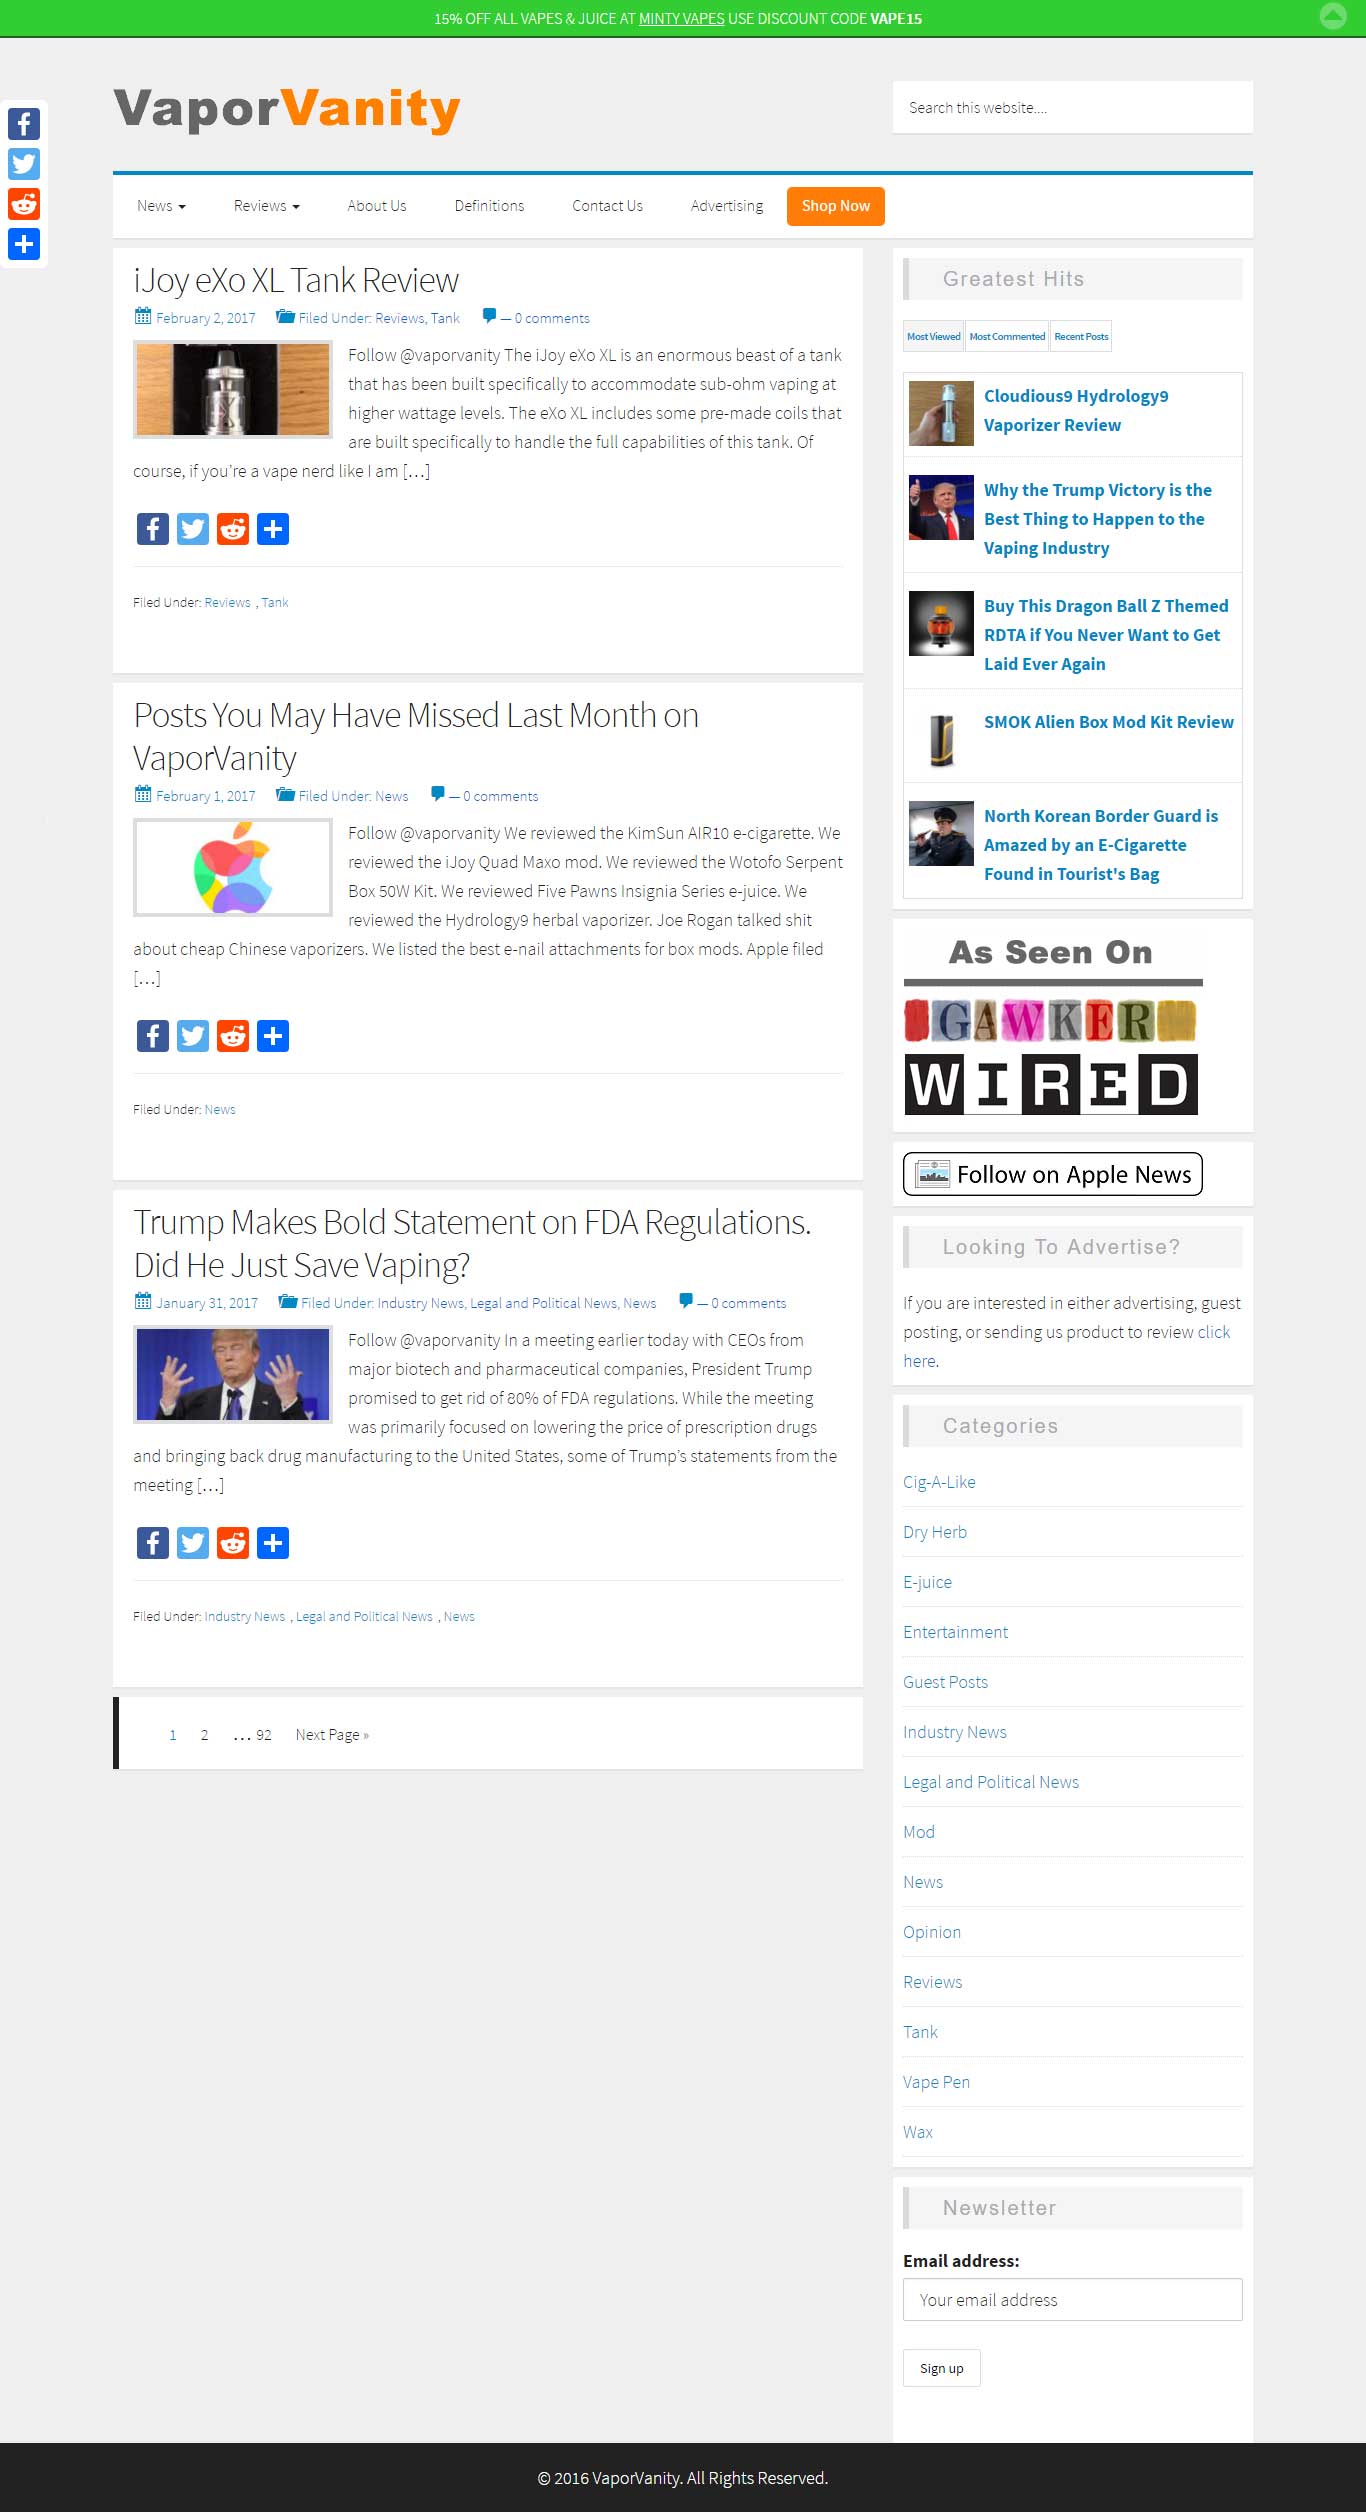 15% OFF ALL VAPES & JUICE AT MINTY VAPES USE DISCOUNT CODE VAPE15
VaporVanity
Search this website....
News Reviews About Us Definitions Contact Us Advertising Shop Now
iJoy eXo XL Tank Review
February 2, 2017 Filed Under: Reviews, Tank — 0 comments
Follow @vaporvanity The iJoy eXo XL is an enormous beast of a tank
that has been built specifically to accommodate sub-ohm vaping at
higher wattage levels. The eXo XL includes some pre-made coils that
are built specifically to handle the full capabilities of this tank. Of
course, if you’re a vape nerd like I am […]
Filed Under: Reviews , Tank
Posts You May Have Missed Last Month on
VaporVanity
February 1, 2017 Filed Under: News — 0 comments
Follow @vaporvanity We reviewed the KimSun AIR10 e-cigarette. We
reviewed the iJoy Quad Maxo mod. We reviewed the Wotofo Serpent
Box 50W Kit. We reviewed Five Pawns Insignia Series e-juice. We
reviewed the Hydrology9 herbal vaporizer. Joe Rogan talked shit
about cheap Chinese vaporizers. We listed the best e-nail attachments for box mods. Apple filed
[…]
Filed Under: News
Trump Makes Bold Statement on FDA Regulations.
Did He Just Save Vaping?
January 31, 2017 Filed Under: Industry News, Legal and Political News, News — 0 comments
Follow @vaporvanity In a meeting earlier today with CEOs from
major biotech and pharmaceutical companies, President Trump
promised to get rid of 80% of FDA regulations. While the meeting
was primarily focused on lowering the price of prescription drugs
and bringing back drug manufacturing to the United States, some of Trump’s statements from the
meeting […]
Filed Under: Industry News , Legal and Political News , News
1 2 … 92 Next Page »
Greatest Hits
Most Viewed Most Commented Recent Posts
Cloudious9 Hydrology9
Vaporizer Review
Why the Trump Victory is the
Best Thing to Happen to the
Vaping Industry
Buy This Dragon Ball Z Themed
RDTA if You Never Want to Get
Laid Ever Again
SMOK Alien Box Mod Kit Review
North Korean Border Guard is
Amazed by an E-Cigarette
Found in Tourist's Bag
As Seen On
GAWKER
WIRED
Follow on Apple News
Looking To Advertise?
If you are interested in either advertising, guest
posting, or sending us product to review click
here.
Categories
Cig-A-Like
Dry Herb
E-juice
Entertainment
Guest Posts
Industry News
Legal and Political News
Mod
News
Opinion
Reviews
Tank
Vape Pen
Wax
Newsletter
Email address:
Your email address
Sign up
© 2016 VaporVanity. All Rights Reserved.